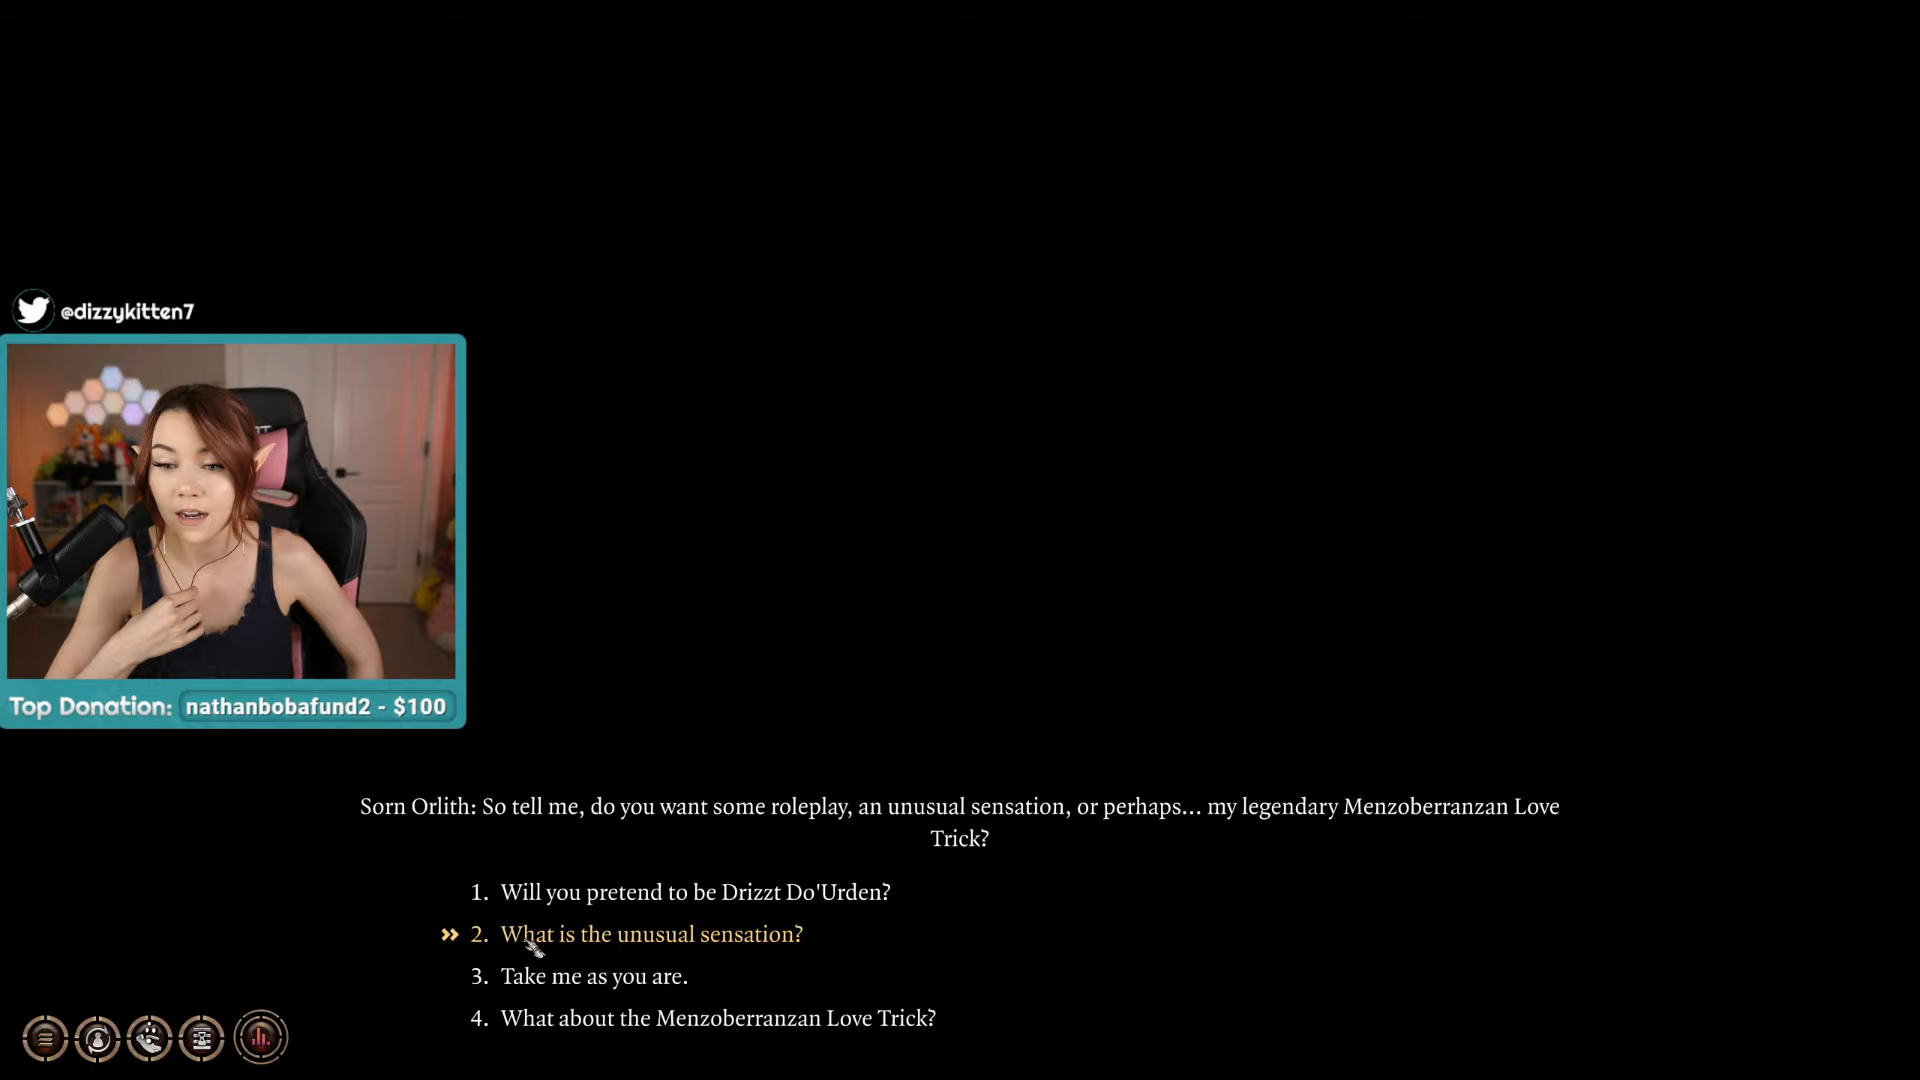 @dizzykitten7
Top Donation: nathanbobafund2 - $100
Sorn Orlith: So tell me, do you want some roleplay, an unusual sensation, or perhaps... my legendary Menzoberranzan Love
Trick?
1. Will you pretend to be Drizzt Do'Urden?
2. What is the unusual sensation?
3. Take me as you are.
4. What about the Menzoberranzan Love Trick?